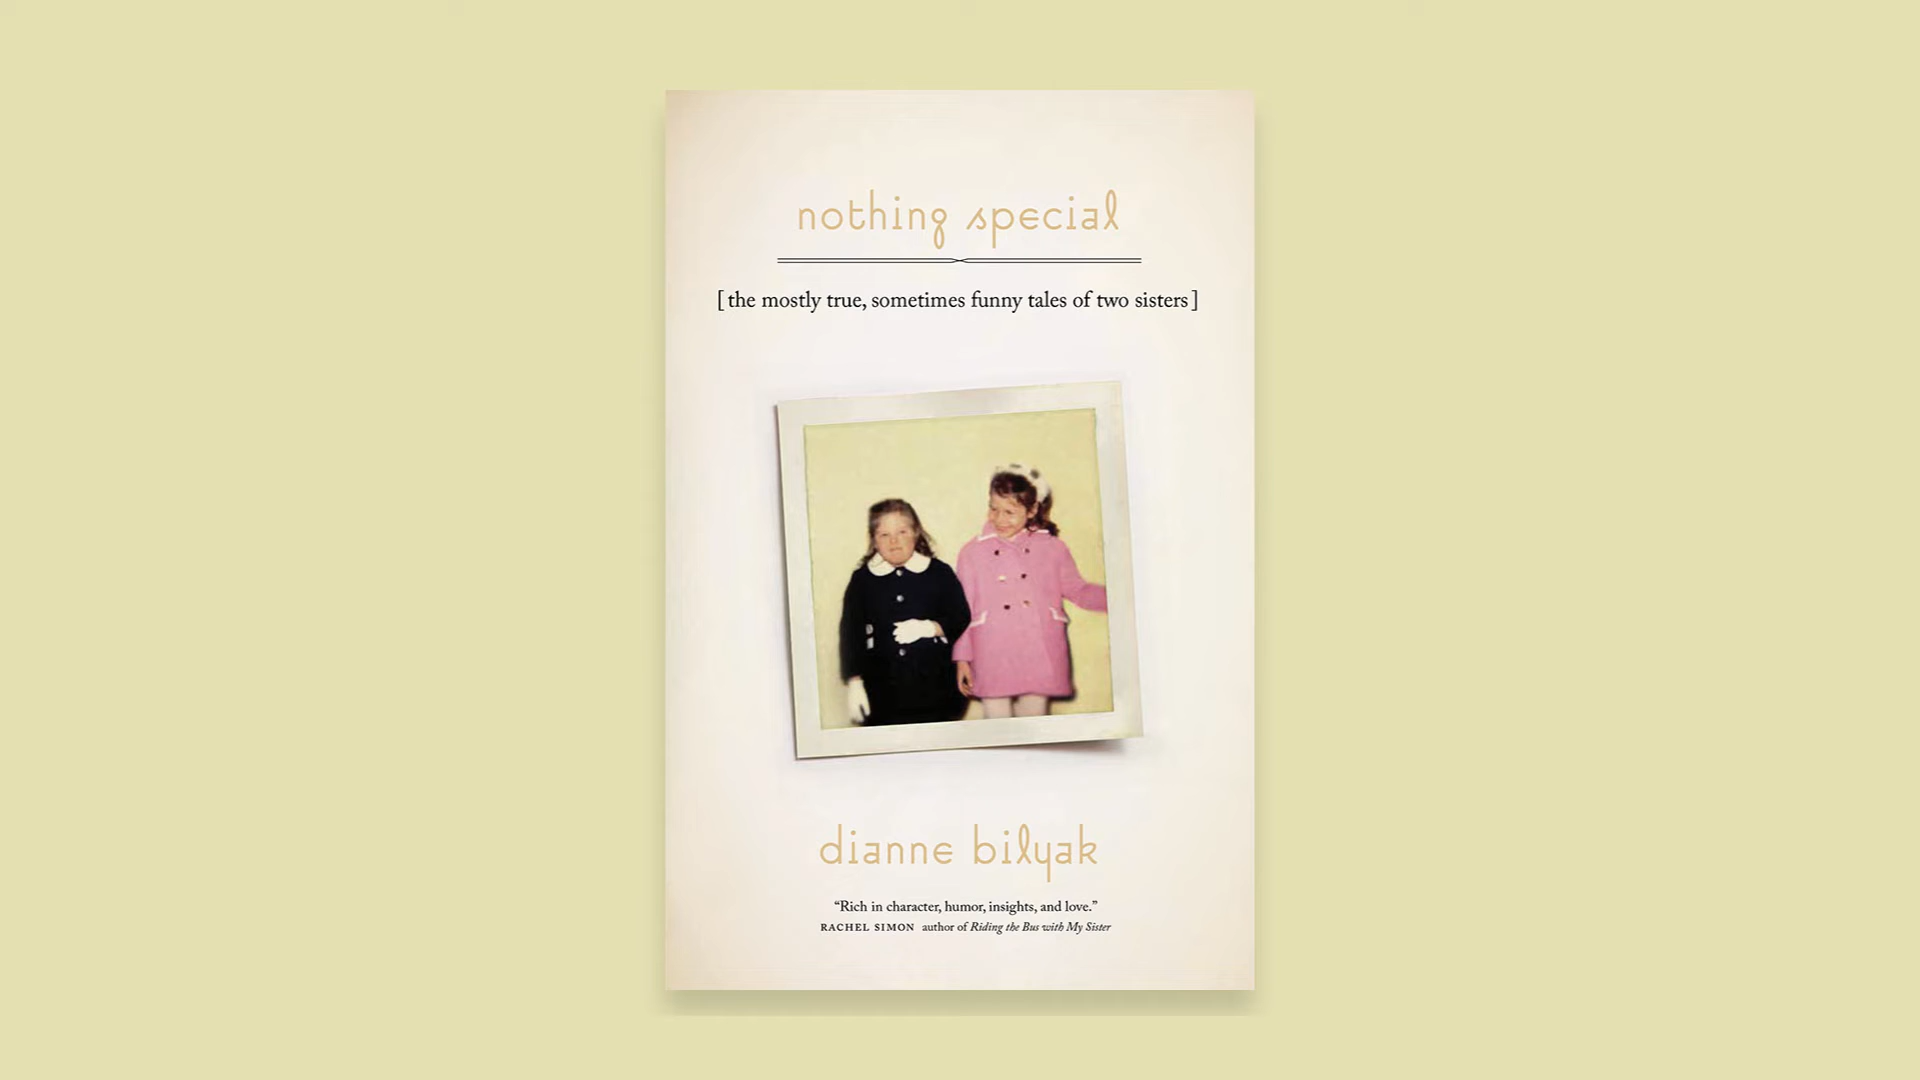 nothing special
[the mostly true, sometimes funny tales of two sisters]
dianne bilyak
“Rich in character, humor, insights, and love.”
RACHEL SIMON author of Riding the Bus with My Sister